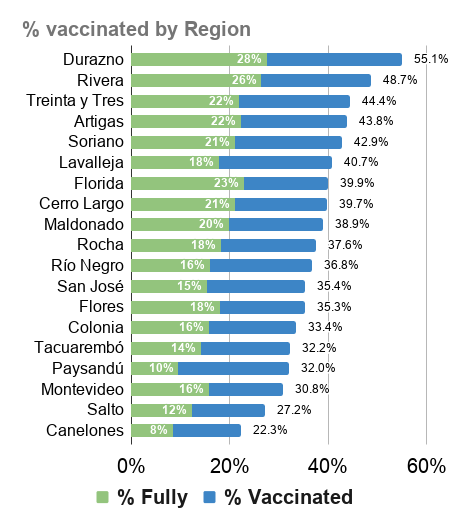 % vaccinated by Region
Durazno 28% 55.1%
Rivera 26% 48.7%
Treinta y Tres 22% 44.4%
Artigas 22% 43.8%
Soriano 21% 42.9%
Lavalleja 18% 40.7%
Florida 23% 39.9%
Cerro Largo 21% 39.7%
Maldonado 20% 38.9%
Rocha 18% 37.6%
Río Negro 16% 36.8%
San José 15% 35.4%
Flores 18% 35.3%
Colonia 16% 33.4%
Tacuarembó 14% 32.2%
Paysandú 10% 32.0%
Montevideo 16% 30.8%
Salto 12% 27.2%
Canelones 8% 22.3%
0% 20% 40% 60%
% Fully % Vaccinated